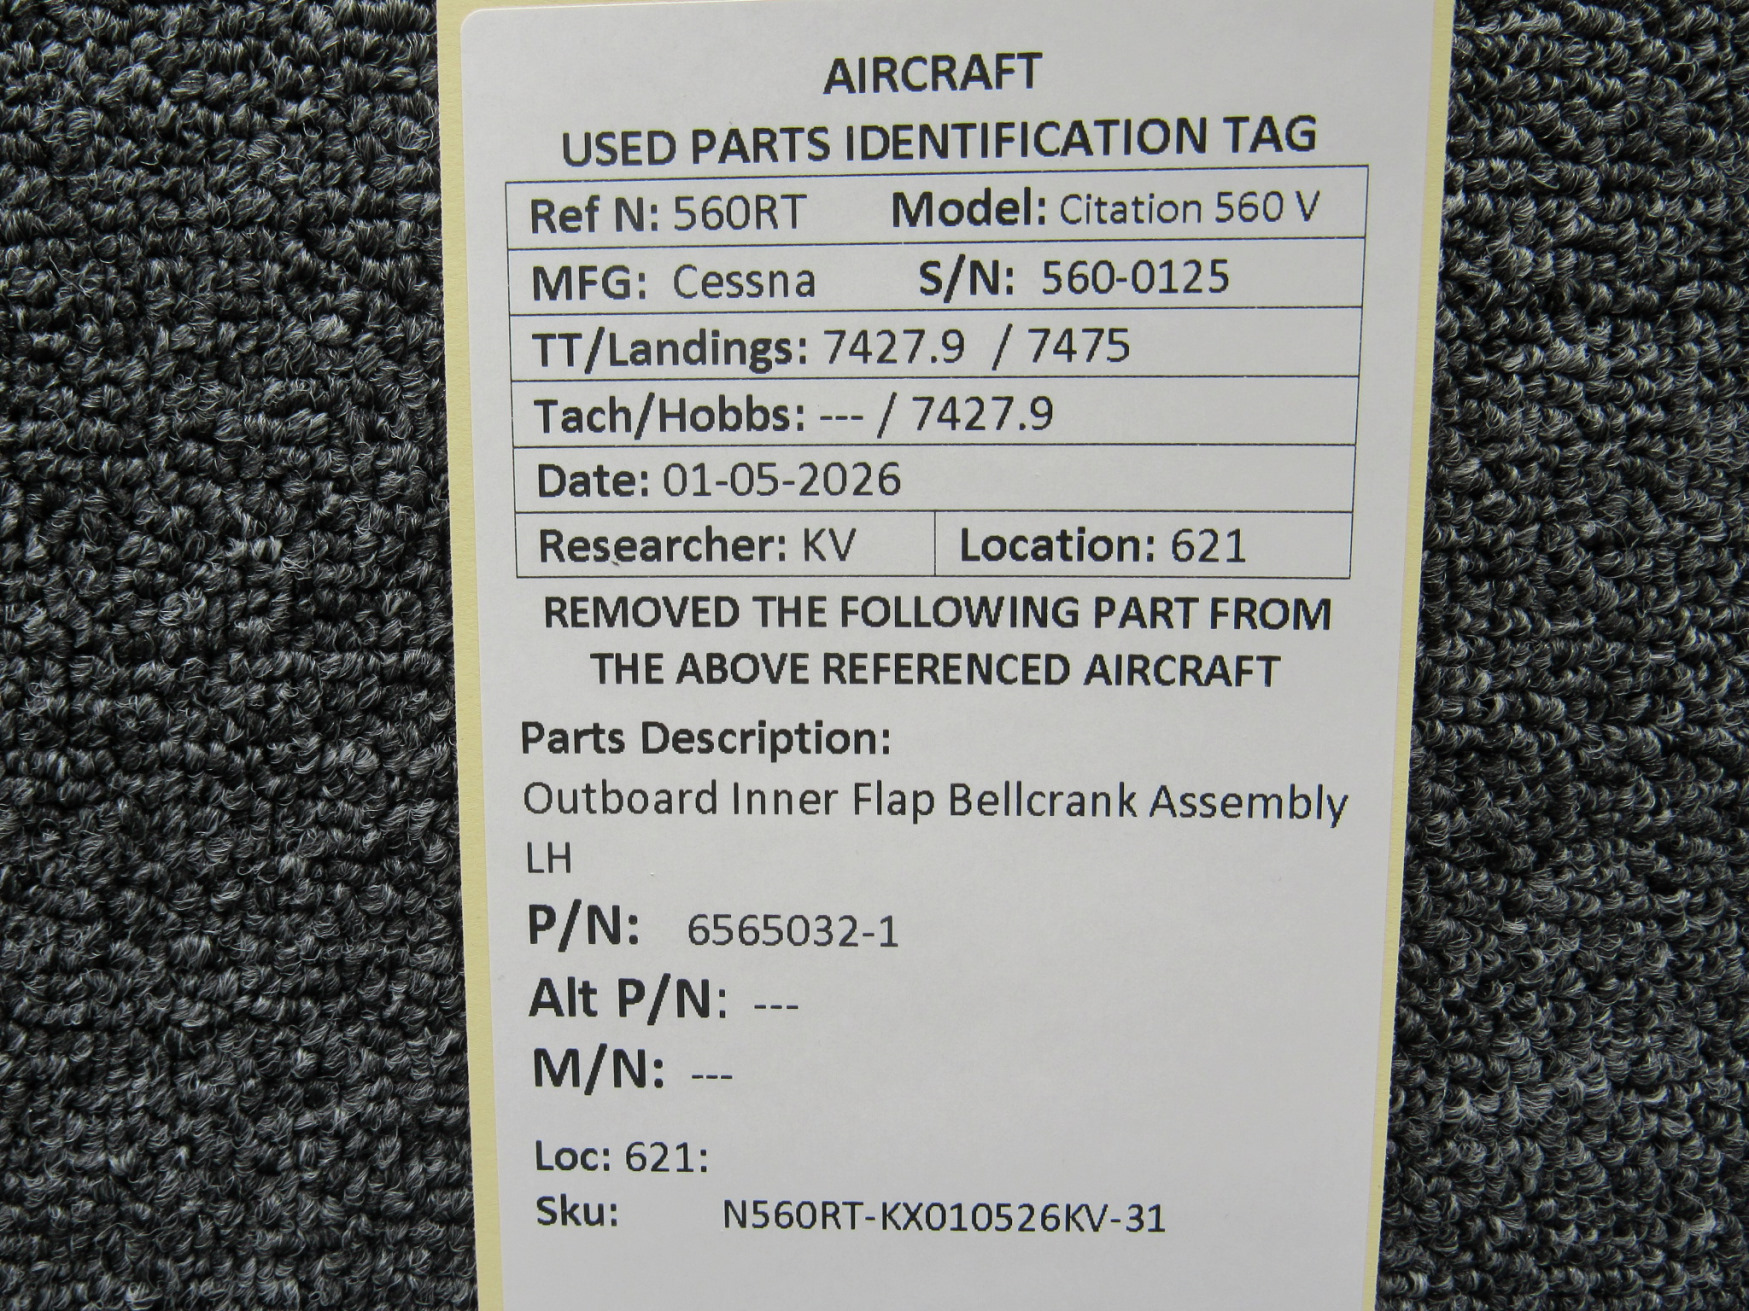 AIRCRAFT
USED PARTS IDENTIFICATION TAG
Ref N: 560RT Model: Citation 560 V
MFG: Cessna S/N: 560-0125
TT/Landings: 7427.9 / 7475
Tach/Hobbs: --- / 7427.9
Date: 01-05-2026
Researcher: KV Location: 621
REMOVED THE FOLLOWING PART FROM
THE ABOVE REFERENCED AIRCRAFT
Parts Description:
Outboard Inner Flap Bellcrank Assembly
LH
P/N: 6565032-1
Alt P/N: ---
M/N: ---
Loc: 621:
Sku: N560RT-KX010526KV-31